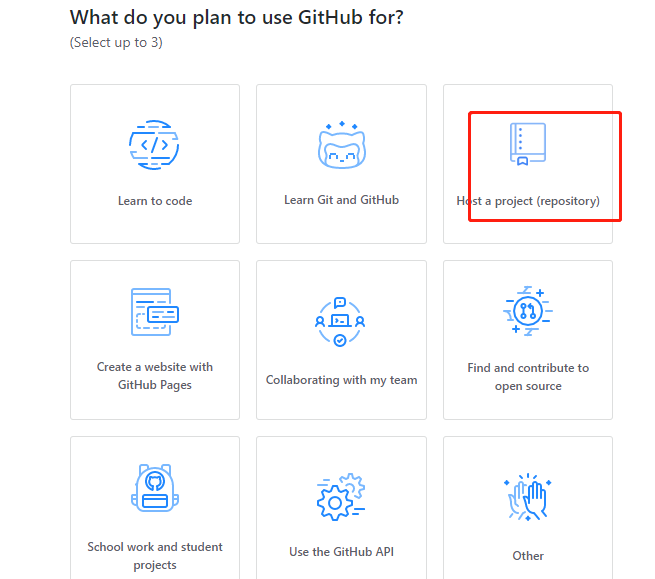 What do you plan to use GitHub for?
(Select up to 3)
Learn to code
Learn Git and GitHub
Host a project (repository)
Create a website with
GitHub Pages
Collaborating with my team
Find and contribute to
open source
School work and student
projects
Use the GitHub API
Other